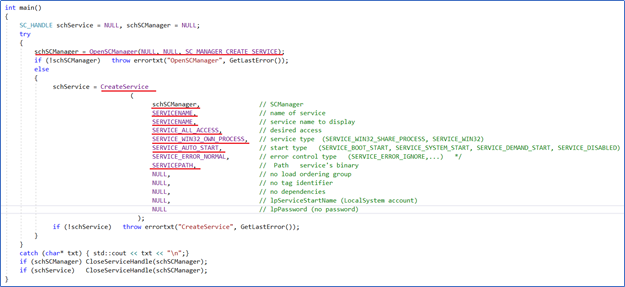 int main()
{
SC_HANDLE schService = NULL, schSCManager = NULL;
try
{
schSCManager = OpenSCManager(NULL, NULL, SC_MANAGER_CREATE_SERVICE);
if (!schSCManager) throw errortxt("OpenSCManager", GetLastError());
else
{
schService = CreateService
(
schSCManager, // SCManager
SERVICENAME, // name of service
SERVICENAME, // service name to display
SERVICE_ALL_ACCESS, // desired access
SERVICE_WIN32_OWN_PROCESS, // service type (SERVICE_WIN32_SHARE_PROCESS, SERVICE_WIN32)
SERVICE_AUTO_START, // start type (SERVICE_BOOT_START, SERVICE_SYSTEM_START, SERVICE_DEMAND_START, SERVICE_DISABLED)
SERVICE_ERROR_NORMAL, // error control type (SERVICE_ERROR_IGNORE,...) */
SERVICEPATH, // Path service's binary
NULL, // no load ordering group
NULL, // no tag identifier
NULL, // no dependencies
NULL, // lpServiceStartName (LocalSystem account)
NULL // lpPassword (no password)
);
if (!schService) throw errortxt("CreateService", GetLastError());
}
}
catch (char* txt) { std::cout << txt << "\n";}
if (schSCManager) CloseServiceHandle(schSCManager);
if (schService) CloseServiceHandle(schSCManager);
}